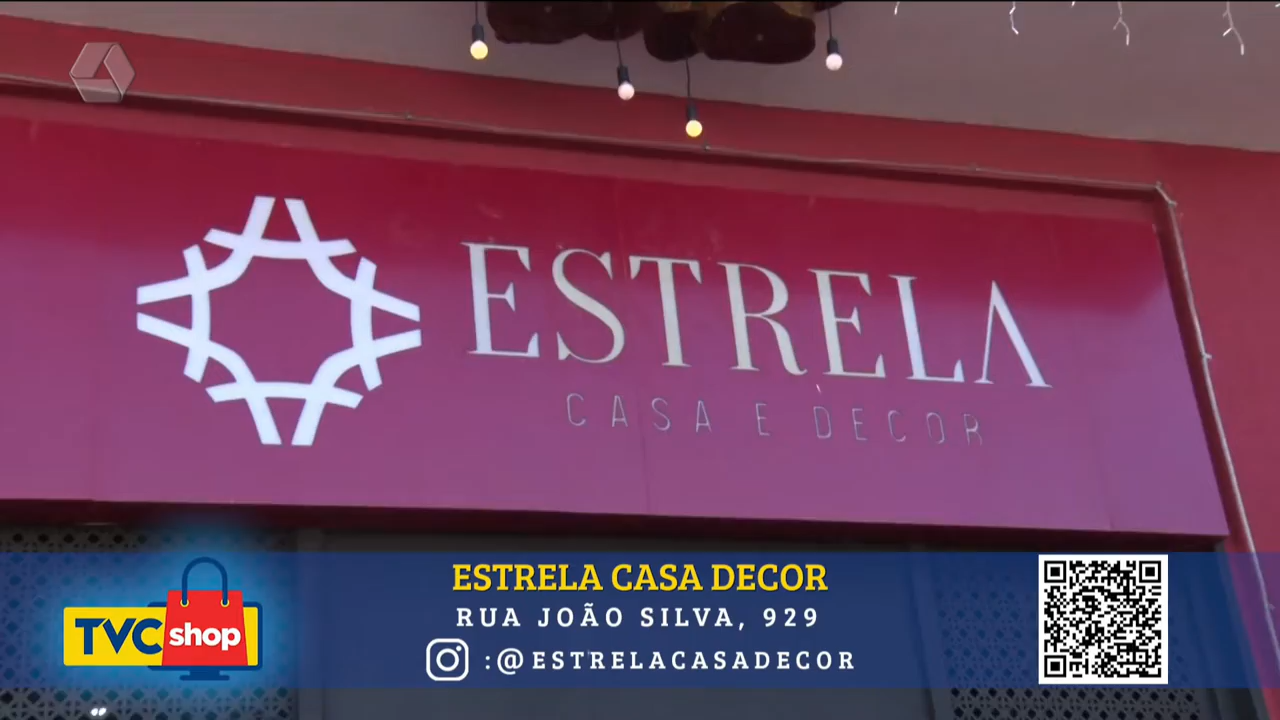 ESTRELA
CASA E DECOR
TVC shop
ESTRELA CASA DECOR
RUA JOÃO SILVA, 929
:@ESTRELACASADECOR